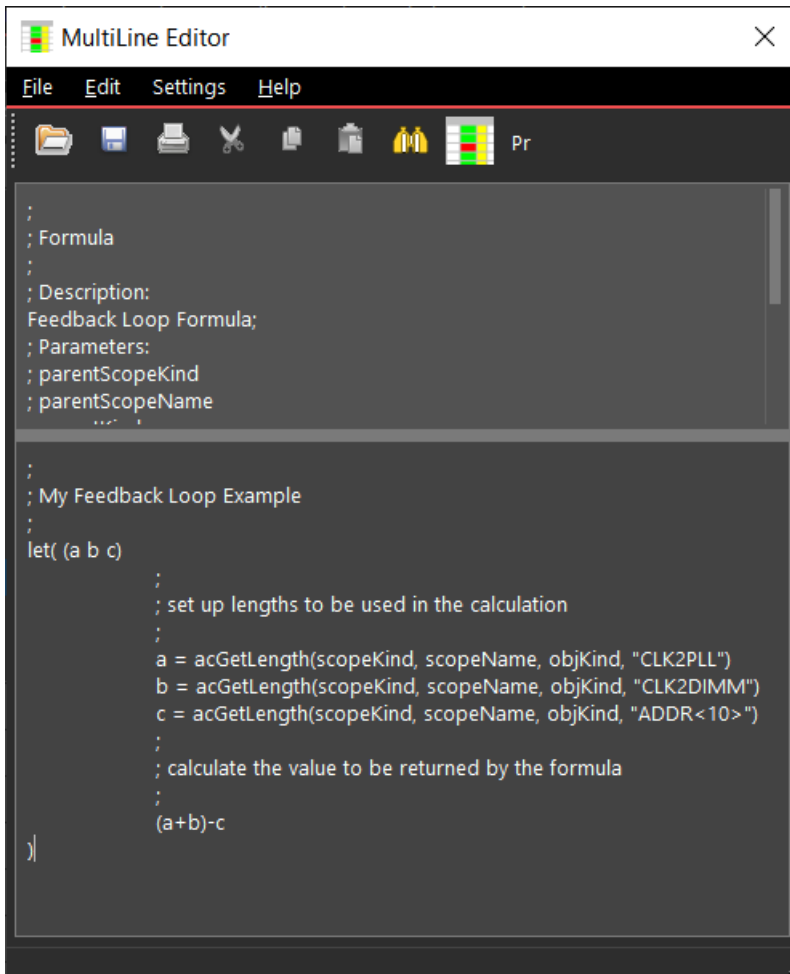 MultiLine Editor
File Edit Settings Help
Pr
;
; Formula
;
; Description:
Feedback Loop Formula;
; Parameters:
; parentScopeKind
; parentScopeName
;
; My Feedback Loop Example
;
let( (a b c)
;
; set up lengths to be used in the calculation
;
a = acGetLength(scopeKind, scopeName, objKind, "CLK2PLL")
b = acGetLength(scopeKind, scopeName, objKind, "CLK2DIMM")
c = acGetLength(scopeKind, scopeName, objKind, "ADDR<10>")
;
; calculate the value to be returned by the formula
;
(a+b)-c
)